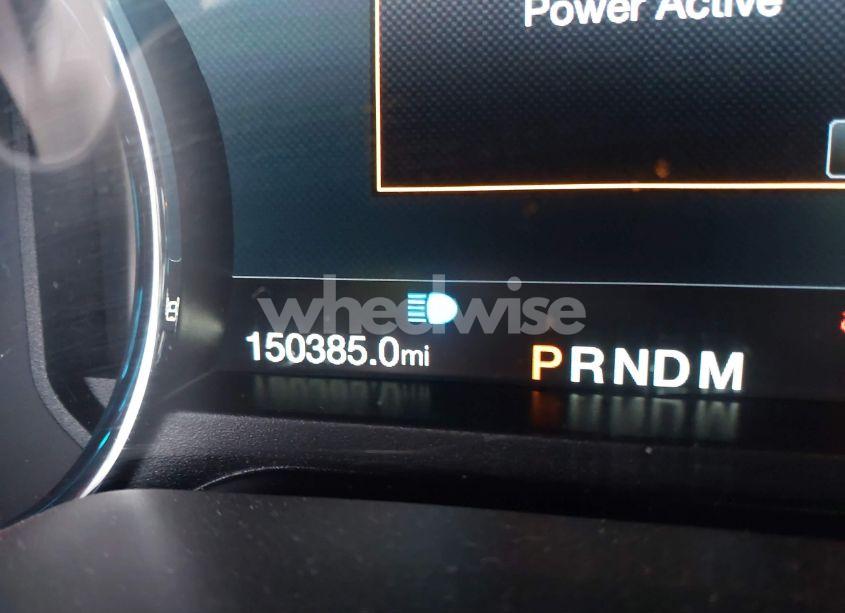 Power Active
wheelwise
150385.0mi
PRNDM